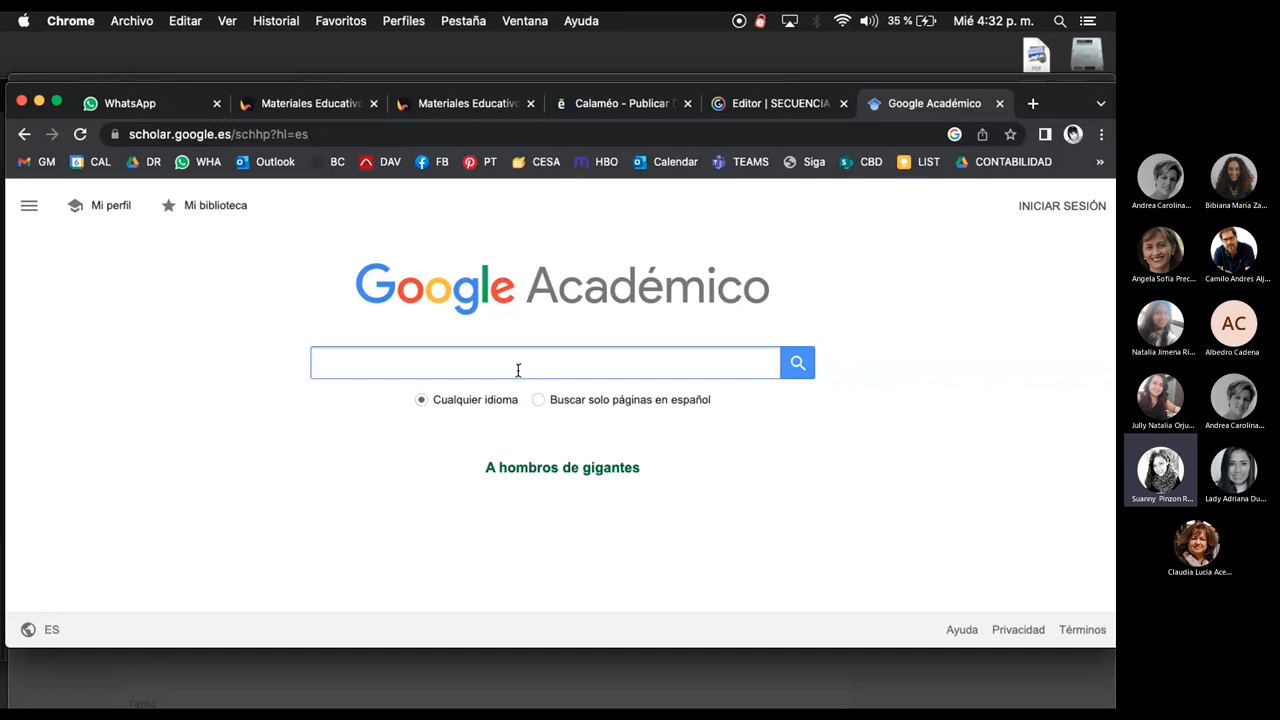 Chrome Archivo Editar Ver Historial Favoritos Perfiles Pestaña Ventana Ayuda 35 % Mié 4:32 p. m.
PDF
WhatsApp Materiales Educativo Materiales Educativo Calaméo - Publicar D Editor | SECUENCIA Google Académico
scholar.google.es/schhp?hl=es
GM CAL DR WHA Outlook BC DAV FB PT CESA HBO Calendar TEAMS Siga CBD LIST CONTABILIDAD »
Mi perfil Mi biblioteca INICIAR SESIÓN
Google Académico
Cualquier idioma Buscar solo páginas en español
A hombros de gigantes
ES Ayuda Privacidad Términos
Tema
Andrea Carolina... Bibiana María Za...
Angela Sofia Prec... Camilo Andres Alj...
AC
Natalia Jimena Ri... Albedro Cadena
Jully Natalia Orju... Andrea Carolina...
Suanny Pinzon R... Lady Adriana Du...
Claudia Lucia Ace...